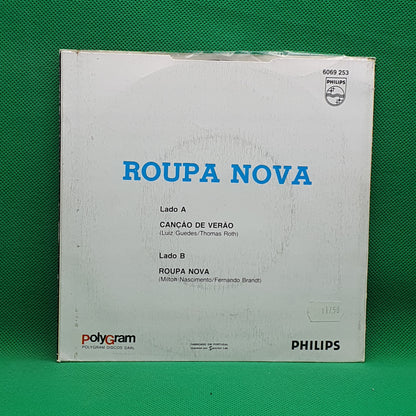 6069 253
PHILIPS
ROUPA NOVA
Lado A
CANÇÃO DE VERÃO
(Luiz Guedes/Thomas Roth)
Lado B
ROUPA NOVA
(Milton Nascimento/Fernando Brandt)
PolyGram
POLYGRAM DISCOS SARL
FABRICADO EM PORTUGAL
PHILIPS